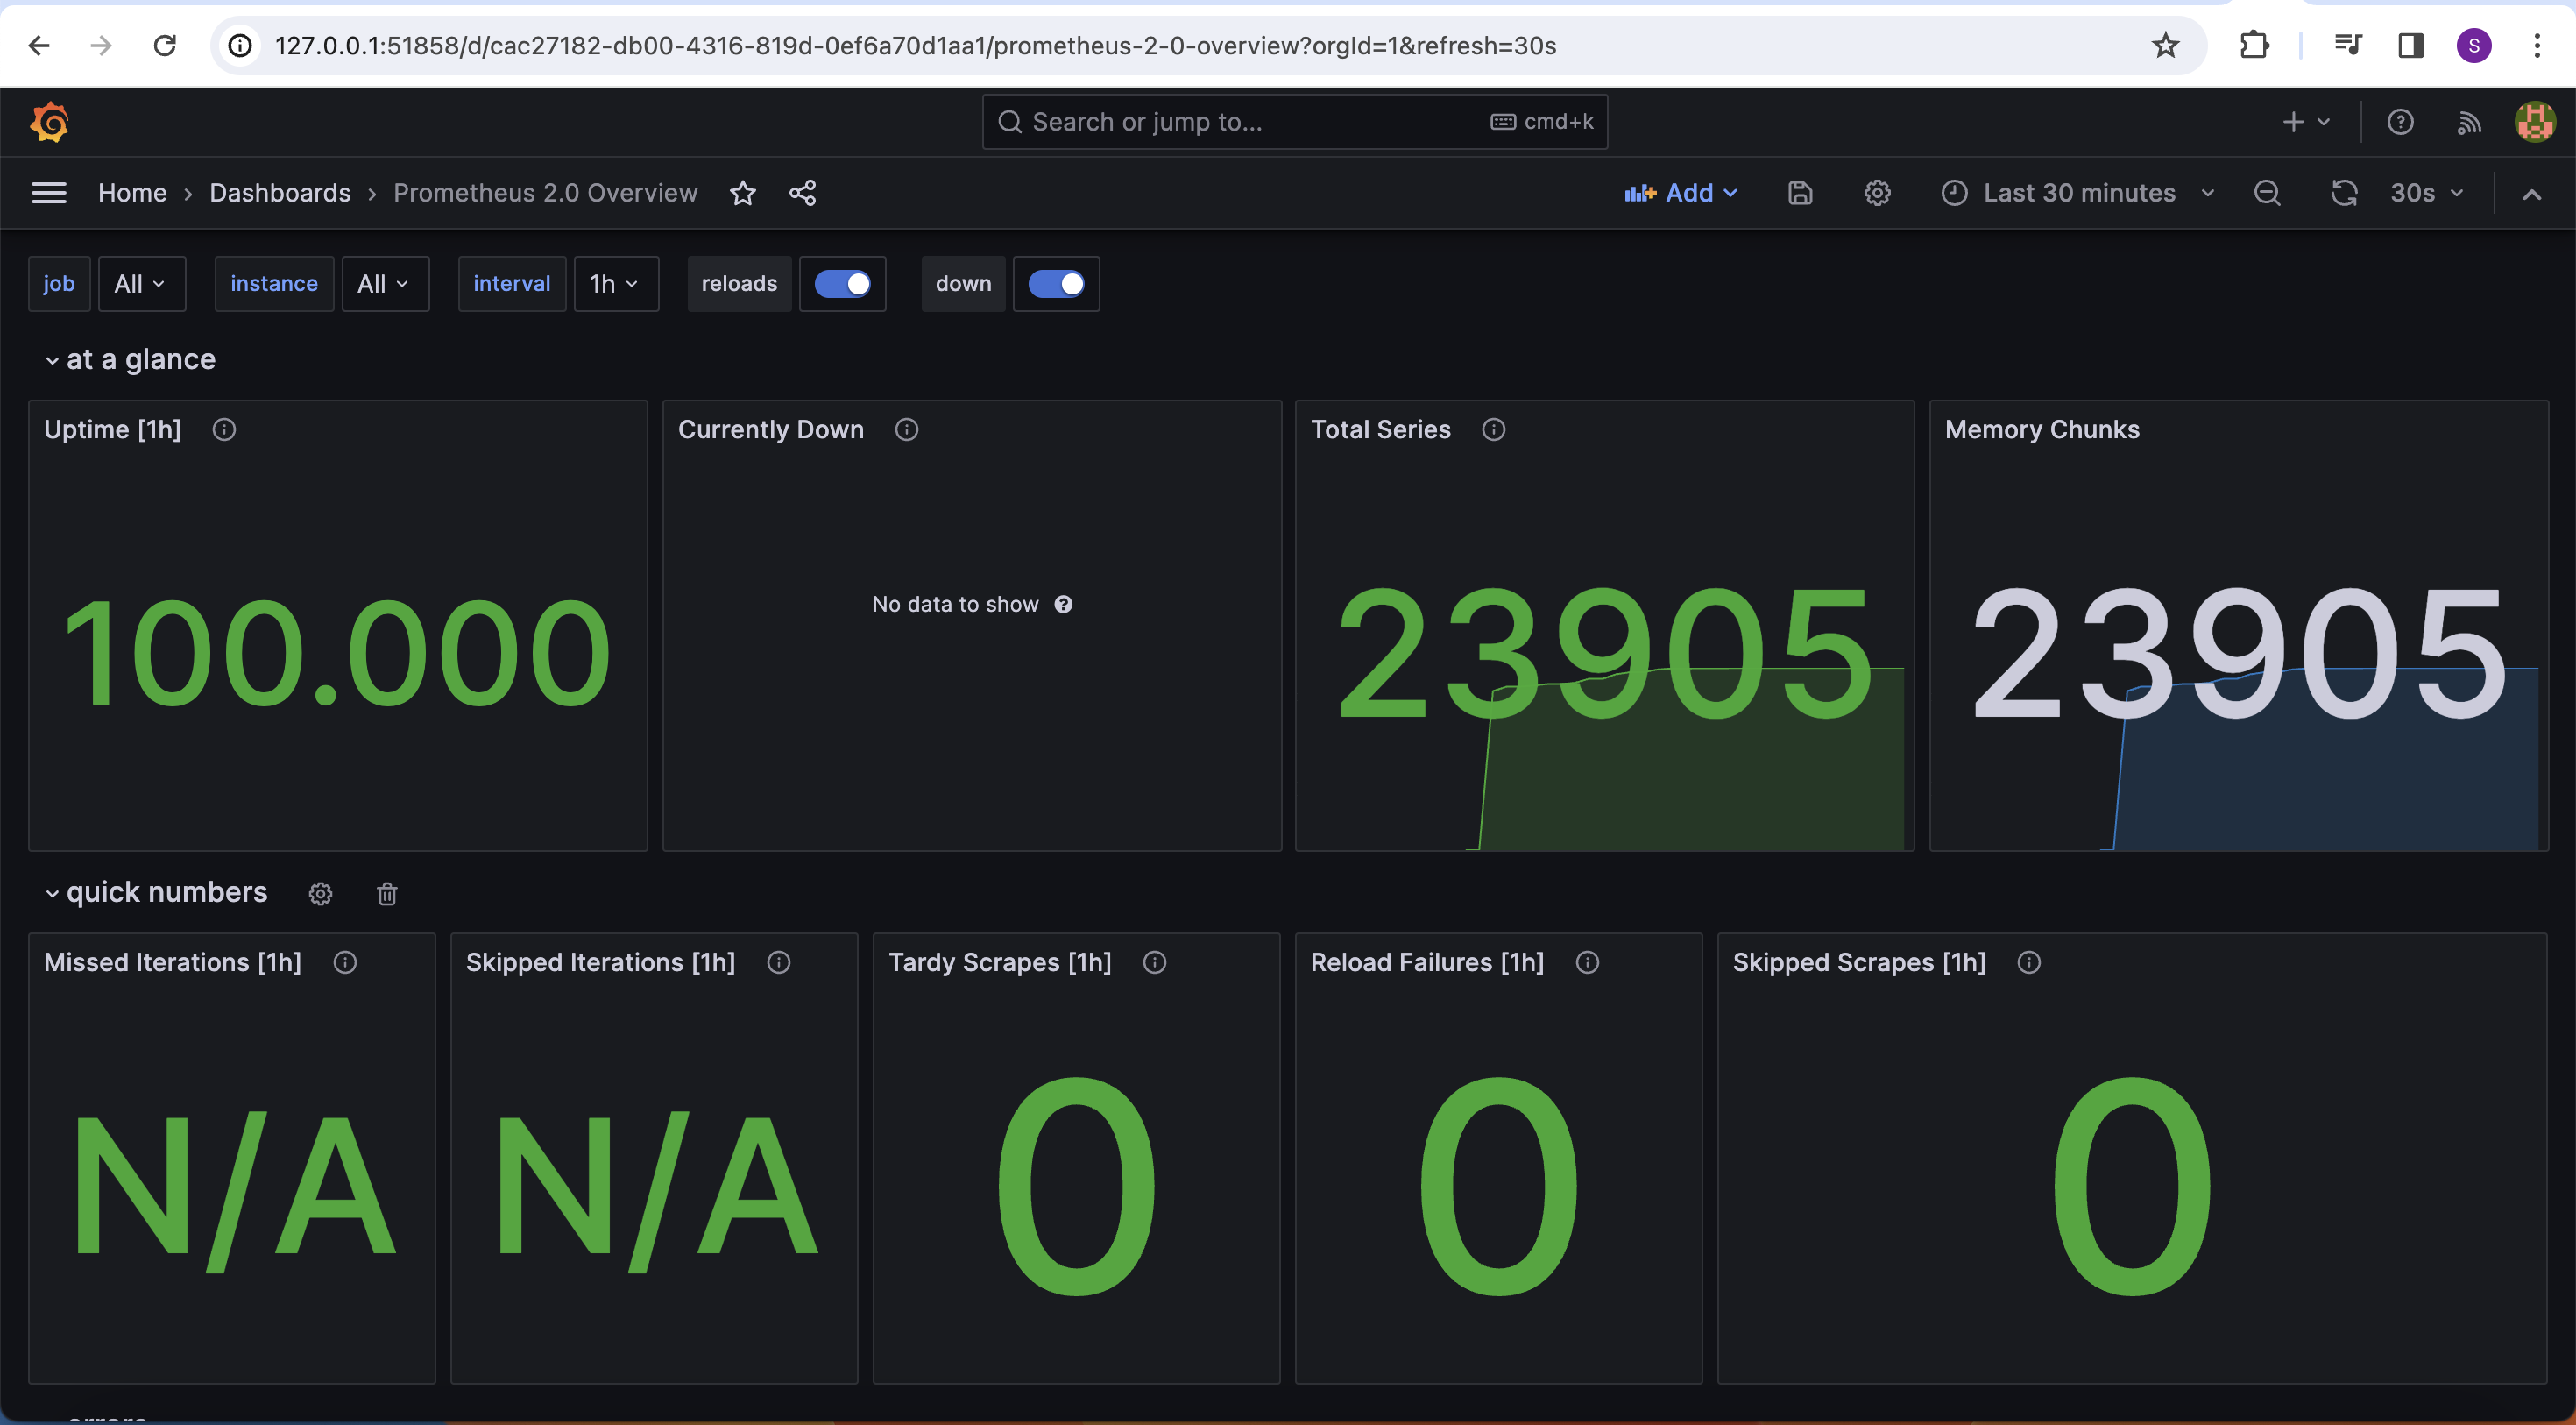 127.0.0.1:51858/d/cac27182-db00-4316-819d-0ef6a70d1aa1/prometheus-2-0-overview?orgId=1&refresh=30s
S
Search or jump to... cmd+k
Home › Dashboards › Prometheus 2.0 Overview
Add
Last 30 minutes
30s
job All instance All interval 1h reloads down
at a glance
Uptime [1h]
100.000
Currently Down
No data to show
Total Series
23905
Memory Chunks
23905
quick numbers
Missed Iterations [1h]
N/A
Skipped Iterations [1h]
N/A
Tardy Scrapes [1h]
0
Reload Failures [1h]
0
Skipped Scrapes [1h]
0